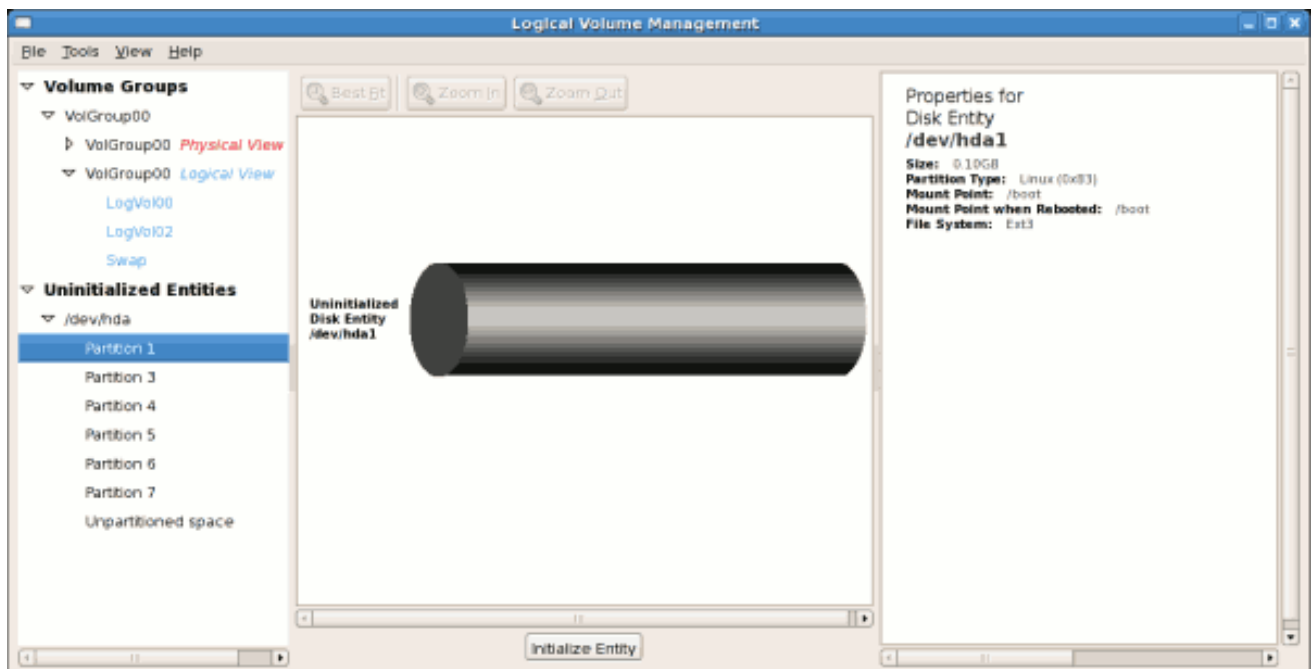 Logical Volume Management
File Tools View Help
Volume Groups
VolGroup00
VolGroup00 Physical View
VolGroup00 Logical View
LogVol00
LogVol02
Swap
Uninitialized Entities
/dev/hda
Partition 1
Partition 3
Partition 4
Partition 5
Partition 6
Partition 7
Unpartitioned space
Best Fit Zoom In Zoom Out
Uninitialized
Disk Entity
/dev/hda1
Initialize Entity
Properties for
Disk Entity
/dev/hda1
Size: 0.10GB
Partition Type: Linux (0x83)
Mount Point: /boot
Mount Point when Rebooted: /boot
File System: Ext3